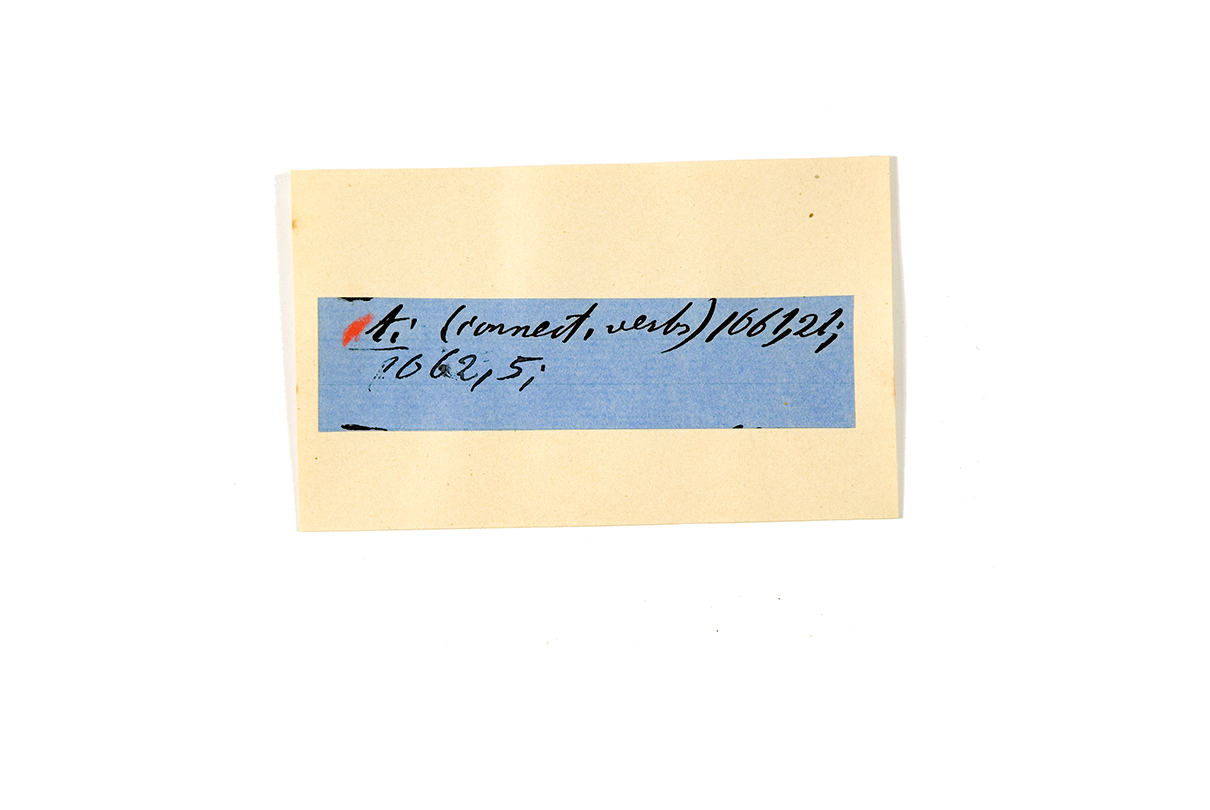 ti (connect, verbs) 1061,21;
1062, 5;